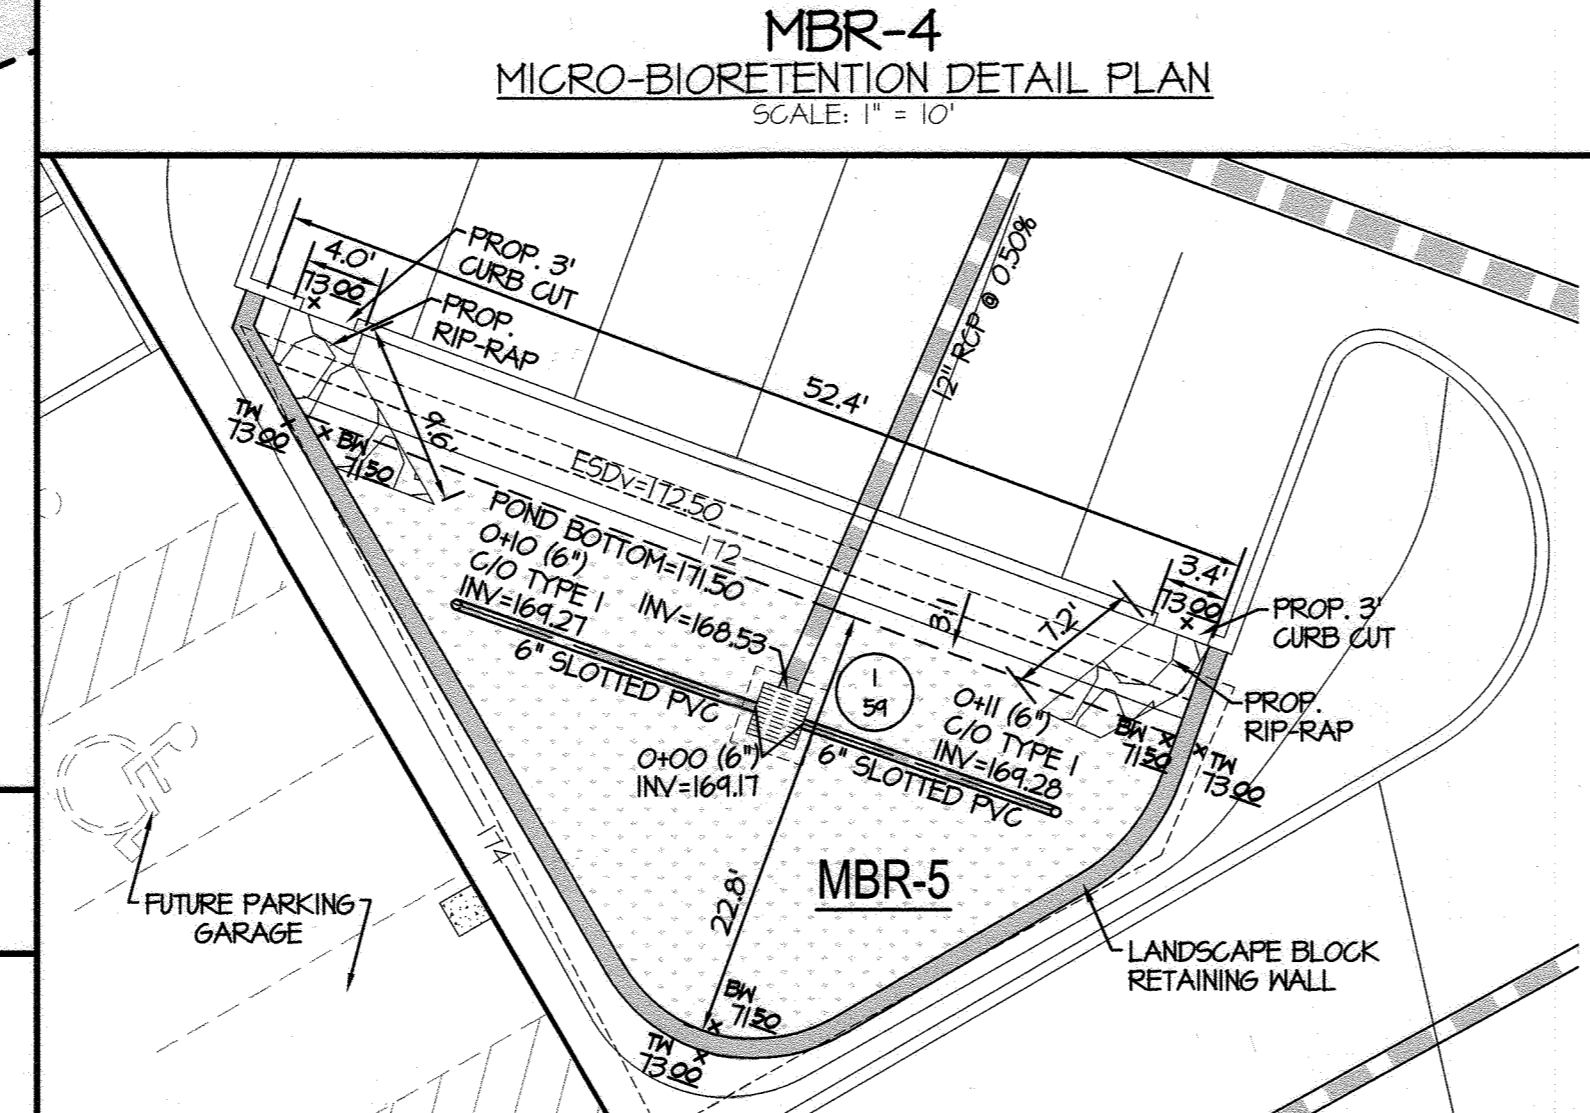 MBR-4
MICRO-BIORETENTION DETAIL PLAN
SCALE: 1" = 10'
4.0'
73.00
PROP. 3'
CURB CUT
PROP.
RIP-RAP
12" RCP @ 0.50%
52.4'
TW
73.00
BW
71.50
9.6'
ESDv=172.50
172
POND BOTTOM=171.50
0+10 (6")
C/O TYPE 1
INV=169.27
INV=168.53
6" SLOTTED PVC
3:1
7.2'
3.4'
73.00
PROP. 3'
CURB CUT
PROP.
RIP-RAP
1
59
0+11 (6")
C/O TYPE 1
INV=169.28
6" SLOTTED PVC
0+00 (6")
INV=169.17
BW
71.50
TW
73.00
174
22.8'
MBR-5
FUTURE PARKING
GARAGE
LANDSCAPE BLOCK
RETAINING WALL
BW
71.50
TW
73.00